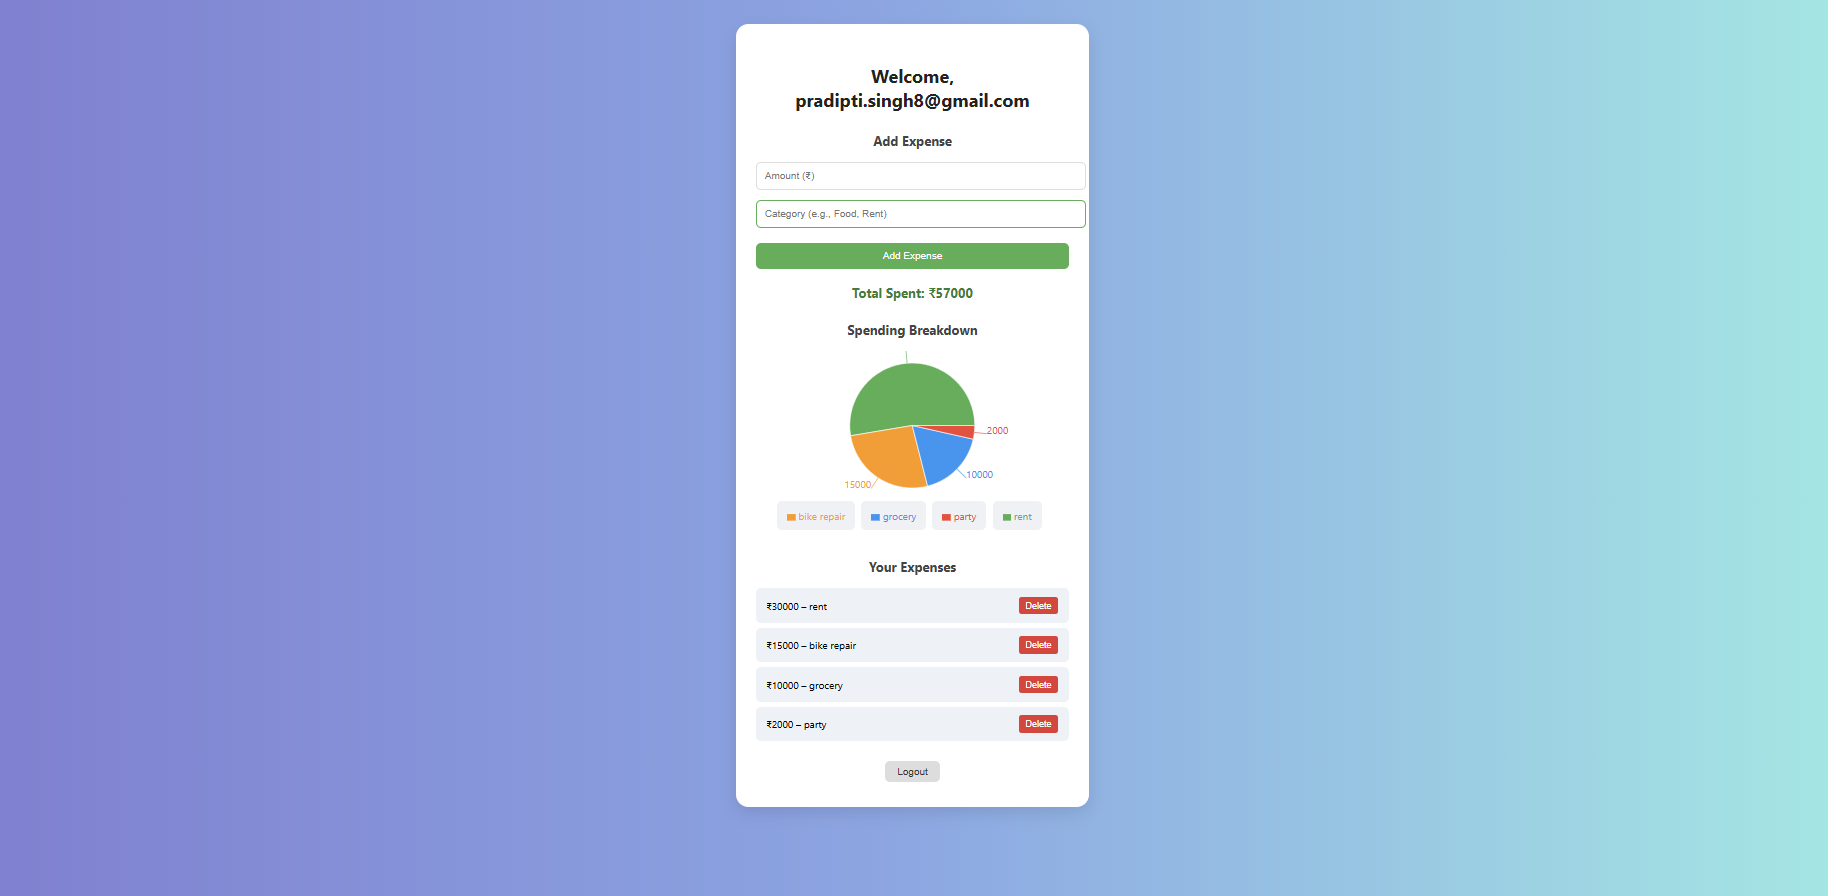 Welcome,
pradipti.singh8@gmail.com
Add Expense
Amount (₹)
Category (e.g., Food, Rent)
Add Expense
Total Spent: ₹57000
Spending Breakdown
2000
10000
15000
bike repair grocery party rent
Your Expenses
₹30000 – rent Delete
₹15000 – bike repair Delete
₹10000 – grocery Delete
₹2000 – party Delete
Logout